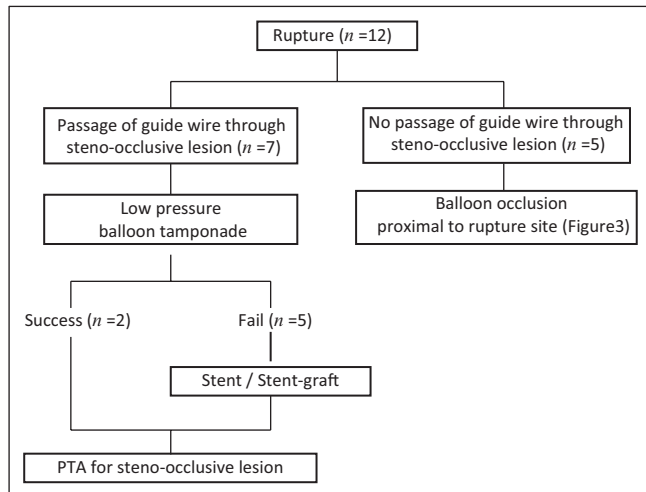 Rupture (n =12)
Passage of guide wire through
steno-occlusive lesion (n =7)
No passage of guide wire through
steno-occlusive lesion (n =5)
Low pressure
balloon tamponade
Balloon occlusion
proximal to rupture site (Figure3)
Success (n =2)
Fail (n =5)
Stent / Stent-graft
PTA for steno-occlusive lesion